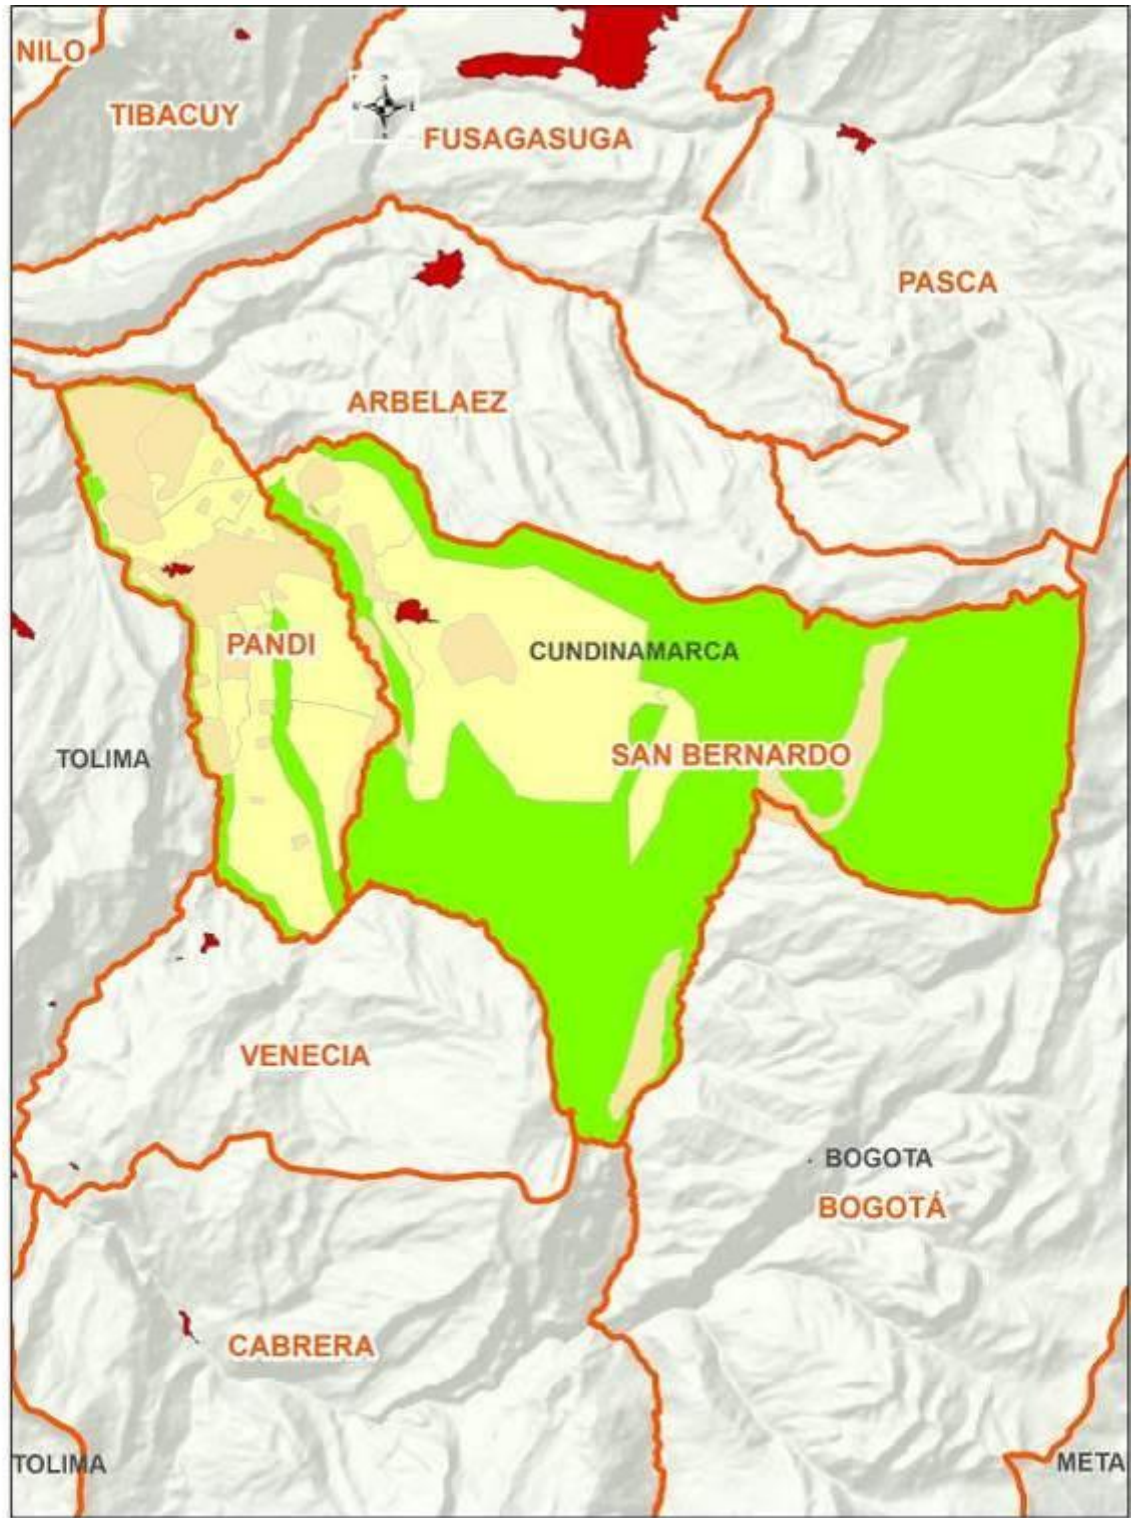 NILO
TIBACUY
FUSAGASUGA
PASCA
ARBELAEZ
PANDI
CUNDINAMARCA
TOLIMA
SAN BERNARDO
VENECIA
BOGOTA
BOGOTÁ
CABRERA
TOLIMA
META